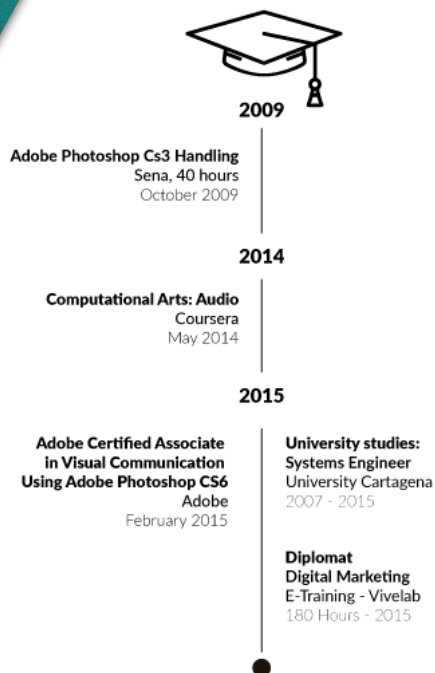 2009
Adobe Photoshop Cs3 Handling
Sena, 40 hours
October 2009
2014
Computational Arts: Audio
Coursera
May 2014
2015
Adobe Certified Associate
in Visual Communication
Using Adobe Photoshop CS6
Adobe
February 2015
University studies:
Systems Engineer
University Cartagena
2007 - 2015
Diplomat
Digital Marketing
E-Training - Vivelab
180 Hours - 2015